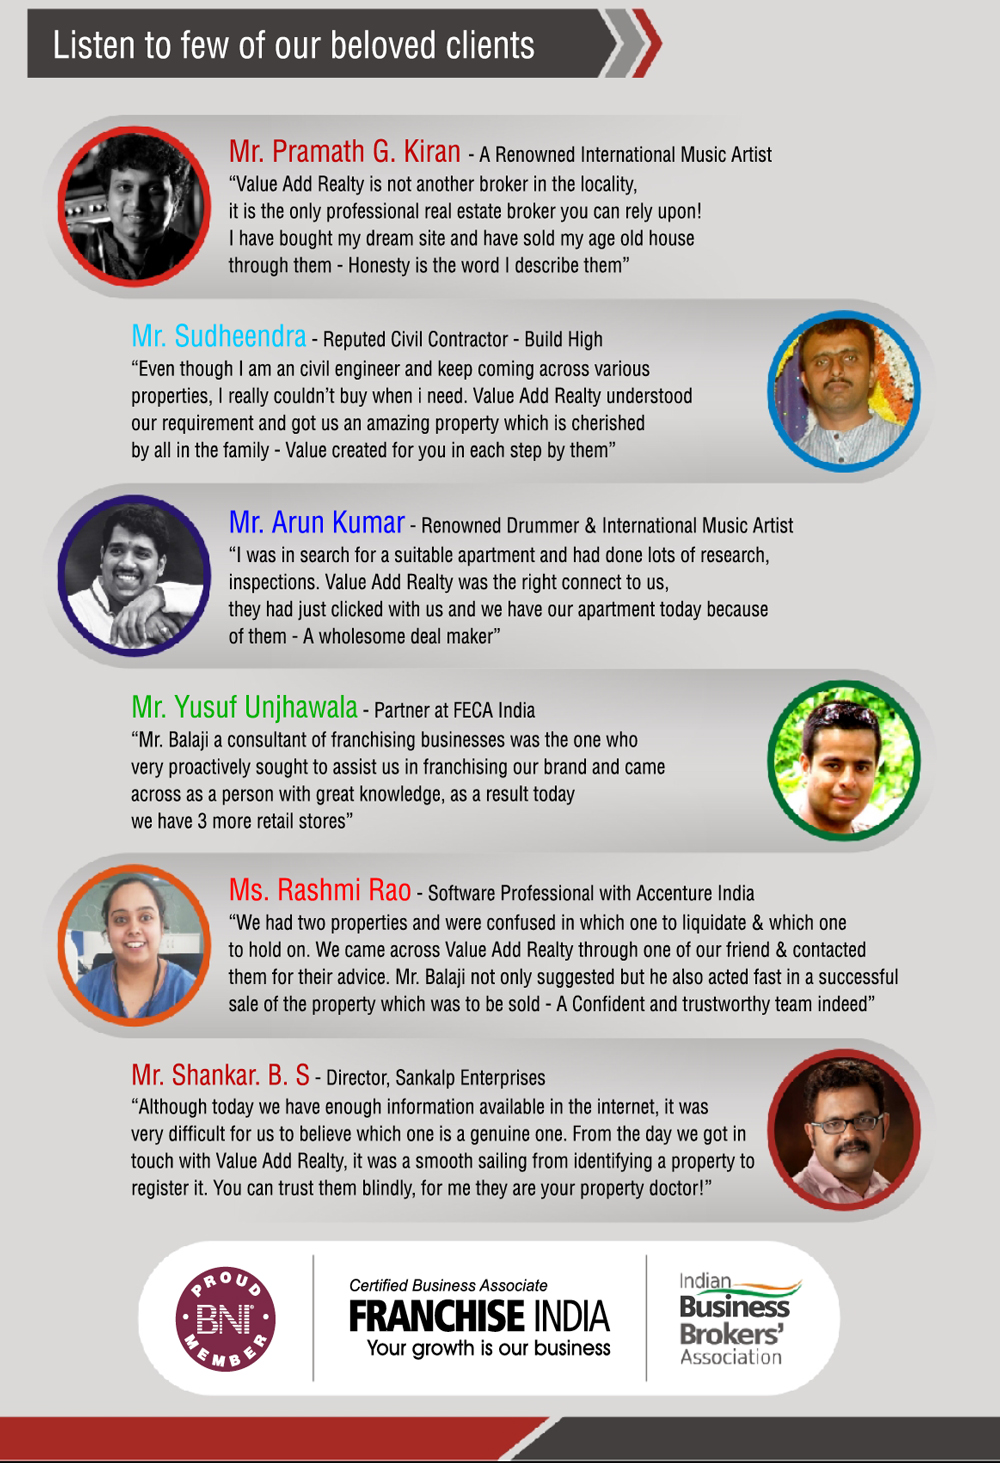 Listen to few of our beloved clients
Mr. Pramath G. Kiran - A Renowned International Music Artist
“Value Add Realty is not another broker in the locality,
it is the only professional real estate broker you can rely upon!
I have bought my dream site and have sold my age old house
through them - Honesty is the word I describe them”
Mr. Sudheendra - Reputed Civil Contractor - Build High
“Even though I am an civil engineer and keep coming across various
properties, I really couldn’t buy when i need. Value Add Realty understood
our requirement and got us an amazing property which is cherished
by all in the family - Value created for you in each step by them”
Mr. Arun Kumar - Renowned Drummer & International Music Artist
“I was in search for a suitable apartment and had done lots of research,
inspections. Value Add Realty was the right connect to us,
they had just clicked with us and we have our apartment today because
of them - A wholesome deal maker”
Mr. Yusuf Unjhawala - Partner at FECA India
“Mr. Balaji a consultant of franchising businesses was the one who
very proactively sought to assist us in franchising our brand and came
across as a person with great knowledge, as a result today
we have 3 more retail stores”
Ms. Rashmi Rao - Software Professional with Accenture India
“We had two properties and were confused in which one to liquidate & which one
to hold on. We came across Value Add Realty through one of our friend & contacted
them for their advice. Mr. Balaji not only suggested but he also acted fast in a successful
sale of the property which was to be sold - A Confident and trustworthy team indeed”
Mr. Shankar. B. S - Director, Sankalp Enterprises
“Although today we have enough information available in the internet, it was
very difficult for us to believe which one is a genuine one. From the day we got in
touch with Value Add Realty, it was a smooth sailing from identifying a property to
register it. You can trust them blindly, for me they are your property doctor!”
PROUD
BNI®
MEMBER
Certified Business Associate
FRANCHISE INDIA
Your growth is our business
Indian
Business
Brokers’
Association